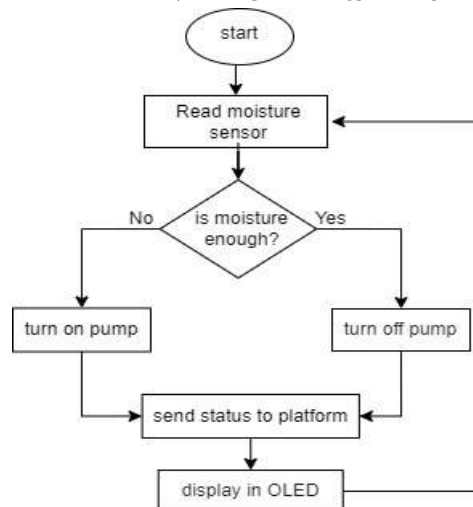 start
Read moisture
sensor
No
is moisture
enough?
Yes
turn on pump
turn off pump
send status to platform
display in OLED